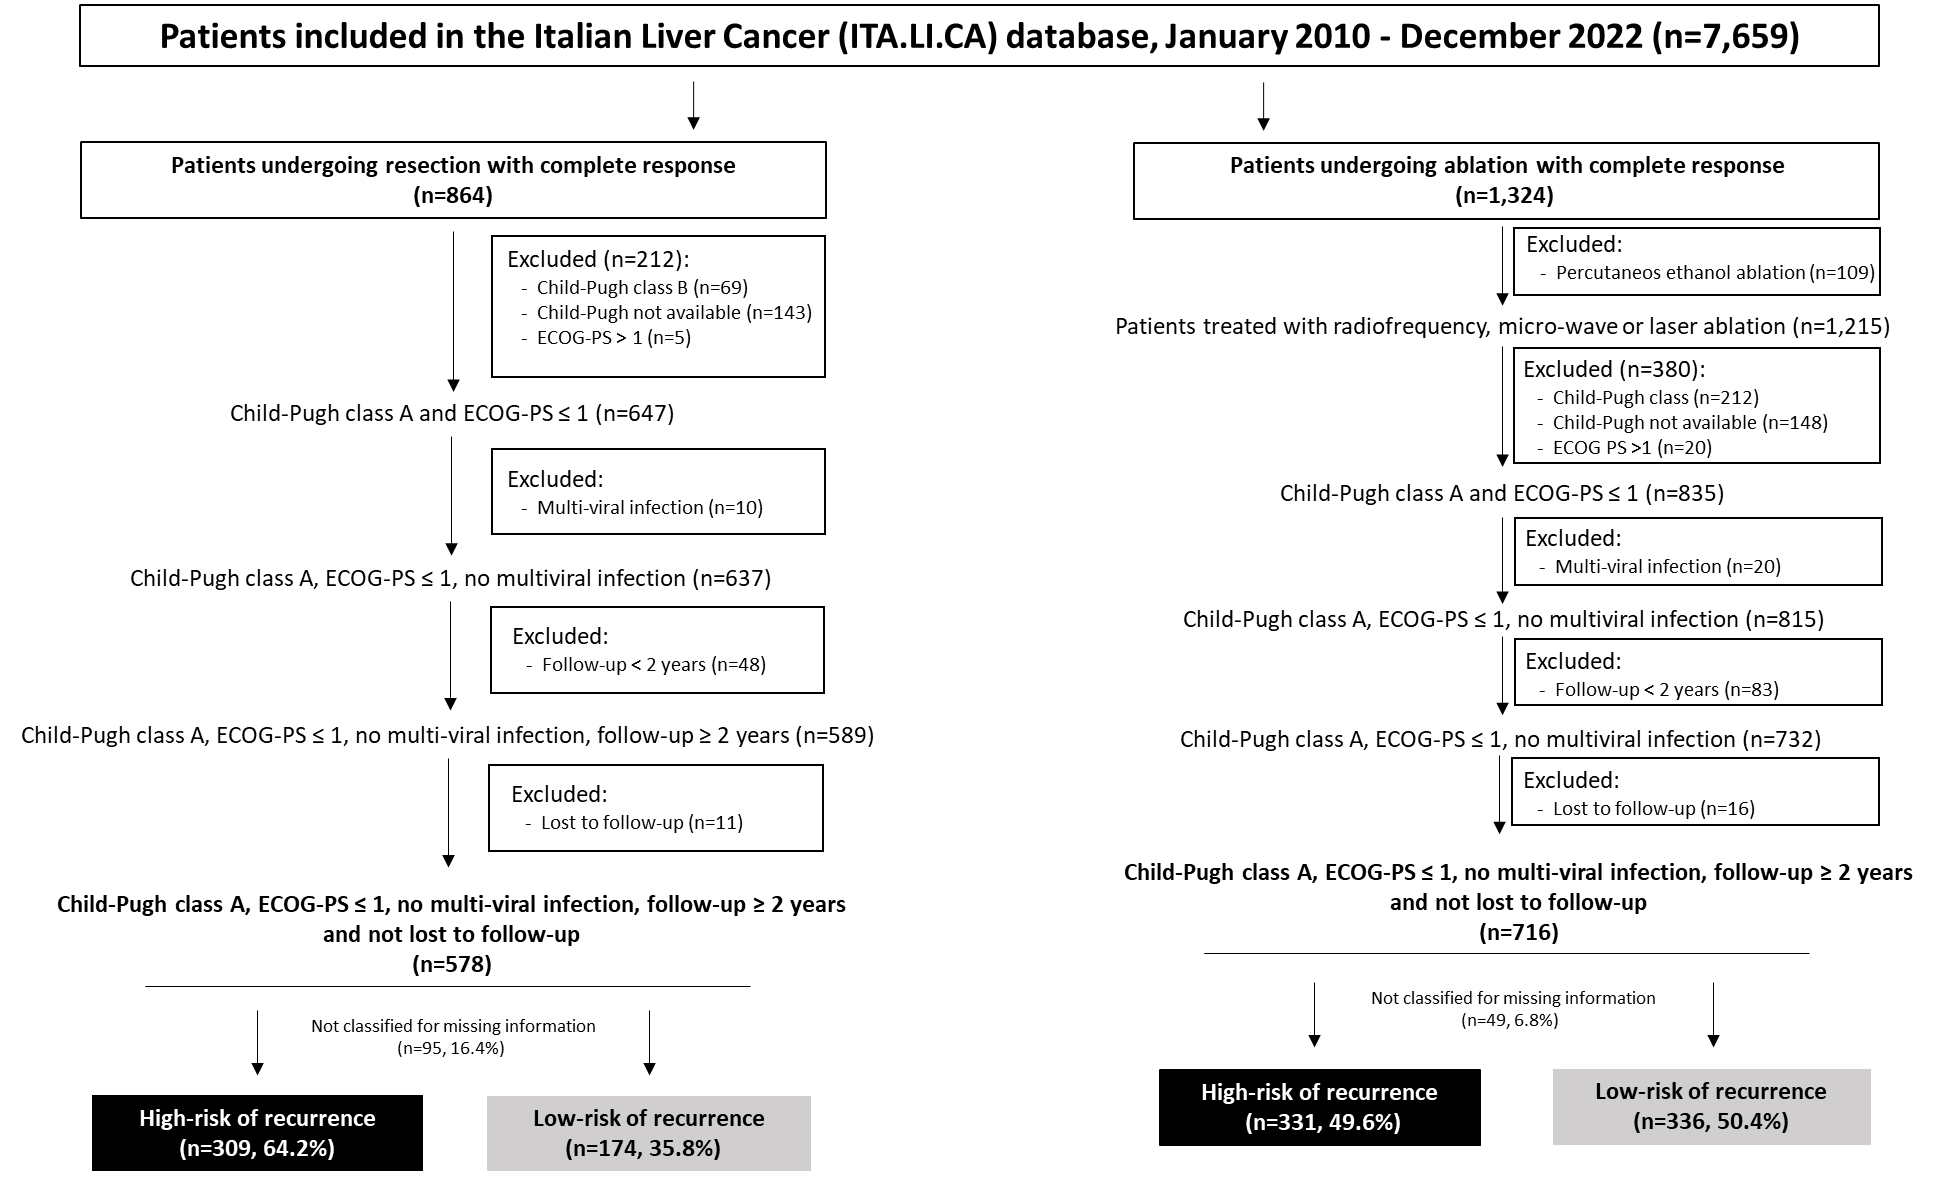 Patients included in the Italian Liver Cancer (ITA.LI.CA) database, January 2010 - December 2022 (n=7,659)
Patients undergoing resection with complete response
(n=864)
Excluded (n=212):
- Child-Pugh class B (n=69)
- Child-Pugh not available (n=143)
- ECOG-PS > 1 (n=5)
Child-Pugh class A and ECOG-PS ≤ 1 (n=647)
Excluded:
- Multi-viral infection (n=10)
Child-Pugh class A, ECOG-PS ≤ 1, no multiviral infection (n=637)
Excluded:
- Follow-up < 2 years (n=48)
Child-Pugh class A, ECOG-PS ≤ 1, no multi-viral infection, follow-up ≥ 2 years (n=589)
Excluded:
- Lost to follow-up (n=11)
Child-Pugh class A, ECOG-PS ≤ 1, no multi-viral infection, follow-up ≥ 2 years
and not lost to follow-up
(n=578)
Not classified for missing information
(n=95, 16.4%)
High-risk of recurrence
(n=309, 64.2%)
Low-risk of recurrence
(n=174, 35.8%)
Patients undergoing ablation with complete response
(n=1,324)
Excluded:
- Percutaneos ethanol ablation (n=109)
Patients treated with radiofrequency, micro-wave or laser ablation (n=1,215)
Excluded (n=380):
- Child-Pugh class (n=212)
- Child-Pugh not available (n=148)
- ECOG PS >1 (n=20)
Child-Pugh class A and ECOG-PS ≤ 1 (n=835)
Excluded:
- Multi-viral infection (n=20)
Child-Pugh class A, ECOG-PS ≤ 1, no multiviral infection (n=815)
Excluded:
- Follow-up < 2 years (n=83)
Child-Pugh class A, ECOG-PS ≤ 1, no multiviral infection (n=732)
Excluded:
- Lost to follow-up (n=16)
Child-Pugh class A, ECOG-PS ≤ 1, no multi-viral infection, follow-up ≥ 2 years
and not lost to follow-up
(n=716)
Not classified for missing information
(n=49, 6.8%)
High-risk of recurrence
(n=331, 49.6%)
Low-risk of recurrence
(n=336, 50.4%)